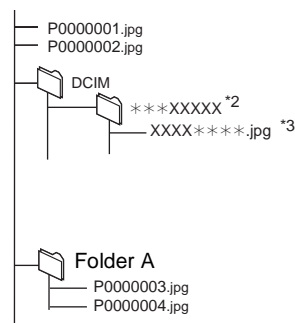 P0000001.jpg
P0000002.jpg
DCIM
∗∗∗XXXXX *2
XXXX∗∗∗∗.jpg *3
Folder A
P0000003.jpg
P0000004.jpg